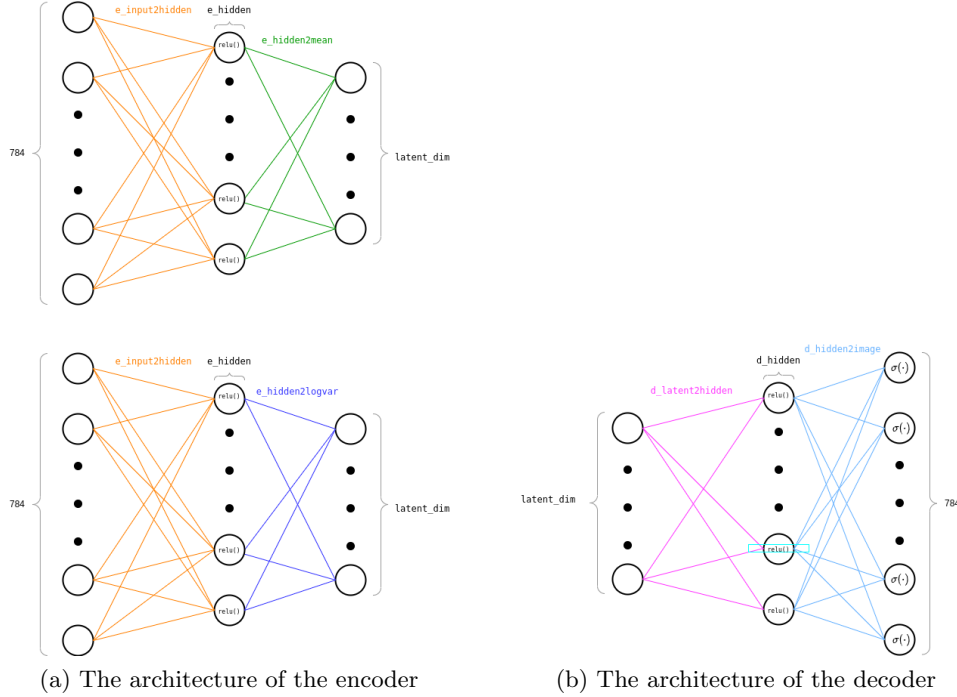 e_input2hidden
e_hidden
e_hidden2mean
relu()
784
latent_dim
relu()
relu()
e_input2hidden
e_hidden
e_hidden2logvar
relu()
784
latent_dim
relu()
relu()
d_hidden2image
d_hidden
σ(·)
d_latent2hidden
relu()
σ(·)
latent_dim
784
relu()
σ(·)
relu()
σ(·)
(a) The architecture of the encoder
(b) The architecture of the decoder